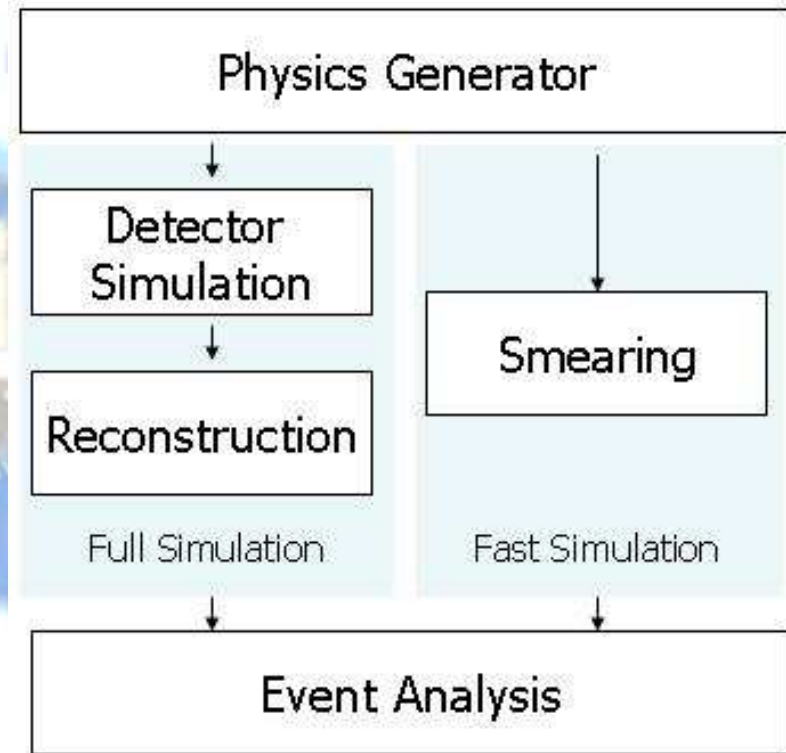 Physics Generator
Detector
Simulation
Reconstruction
Full Simulation
Smearing
Fast Simulation
Event Analysis